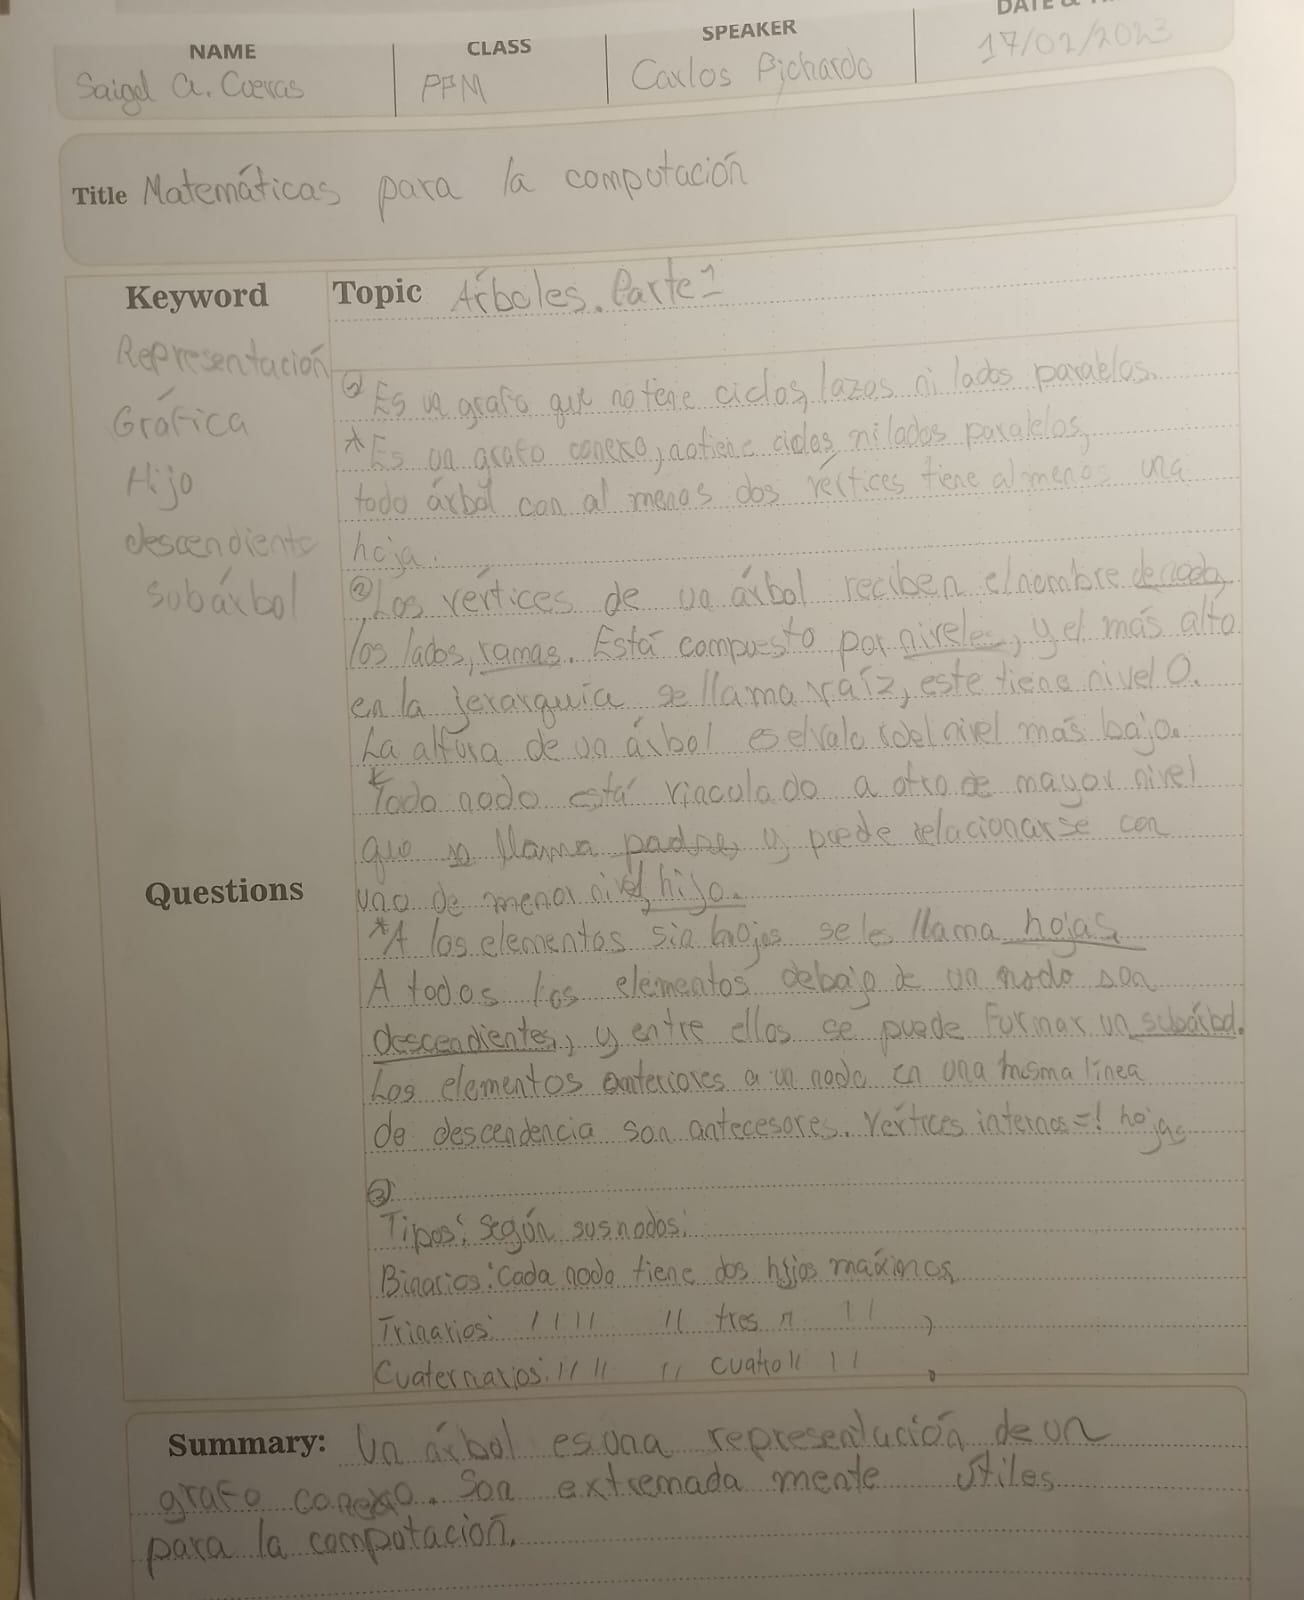 DATE &
NAME CLASS SPEAKER
Saigel A. Cuevas PPM Carlos Pichardo 17/02/2023
Title Matemáticas para la computación
Keyword Topic Árboles. Parte 1
Representación
Gráfica
Hijo
descendiente
subárbol
① Es un grafo que no tene ciclos, lazos ni lados paralelos.
*Es un grafo conexo, no tiene ciclos ni lados paralelos,
todo árbol con al menos dos vértices tiene al menos una
hoja.
② Los vértices de un árbol reciben el nombre de nodos,
los lados, ramas. Está compuesto por niveles, y el más alto
en la jerarquía se llama raíz, este tiene nivel 0.
La altura de un árbol es el valor del nivel más bajo.
Todo nodo está vinculado a otro de mayor nivel
que se llama padre, y puede relacionarse con
uno de menor nivel, hijo.
Questions
*A los elementos sin hijos se les llama hojas
A todos los elementos debajo de un nodo son
descendientes, y entre ellos se puede formar un subárbol.
Los elementos anteriores a un nodo en una misma línea
de descendencia son antecesores. Vértices internos =! hojas
③
Tipos: según sus nodos:
Binarios: Cada nodo tiene dos hijos máximos
Trinarios: // // // tres // // ,
Cuaternarios: // // // cuatro // // .
Summary: Un árbol es una representación de un
grafo conexo. Son extremada mente útiles
para la computación.